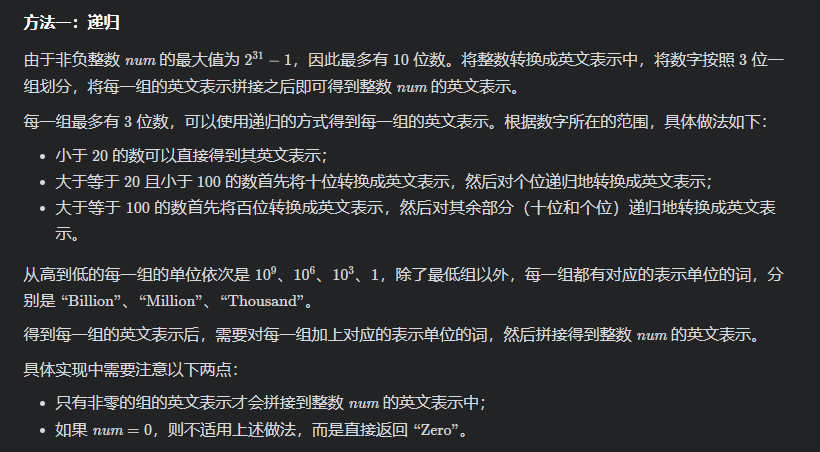 方法一：递归
由于非负整数 num 的最大值为 2³¹ − 1，因此最多有 10 位数。将整数转换成英文表示中，将数字按照 3 位一
组划分，将每一组的英文表示拼接之后即可得到整数 num 的英文表示。
每一组最多有 3 位数，可以使用递归的方式得到每一组的英文表示。根据数字所在的范围，具体做法如下：
• 小于 20 的数可以直接得到其英文表示；
• 大于等于 20 且小于 100 的数首先将十位转换成英文表示，然后对个位递归地转换成英文表示；
• 大于等于 100 的数首先将百位转换成英文表示，然后对其余部分（十位和个位）递归地转换成英文表
示。
从高到低的每一组的单位依次是 10⁹、10⁶、10³、1，除了最低组以外，每一组都有对应的表示单位的词，分
别是 “Billion”、“Million”、“Thousand”。
得到每一组的英文表示后，需要对每一组加上对应的表示单位的词，然后拼接得到整数 num 的英文表示。
具体实现中需要注意以下两点：
• 只有非零的组的英文表示才会拼接到整数 num 的英文表示中；
• 如果 num = 0，则不适用上述做法，而是直接返回 “Zero”。